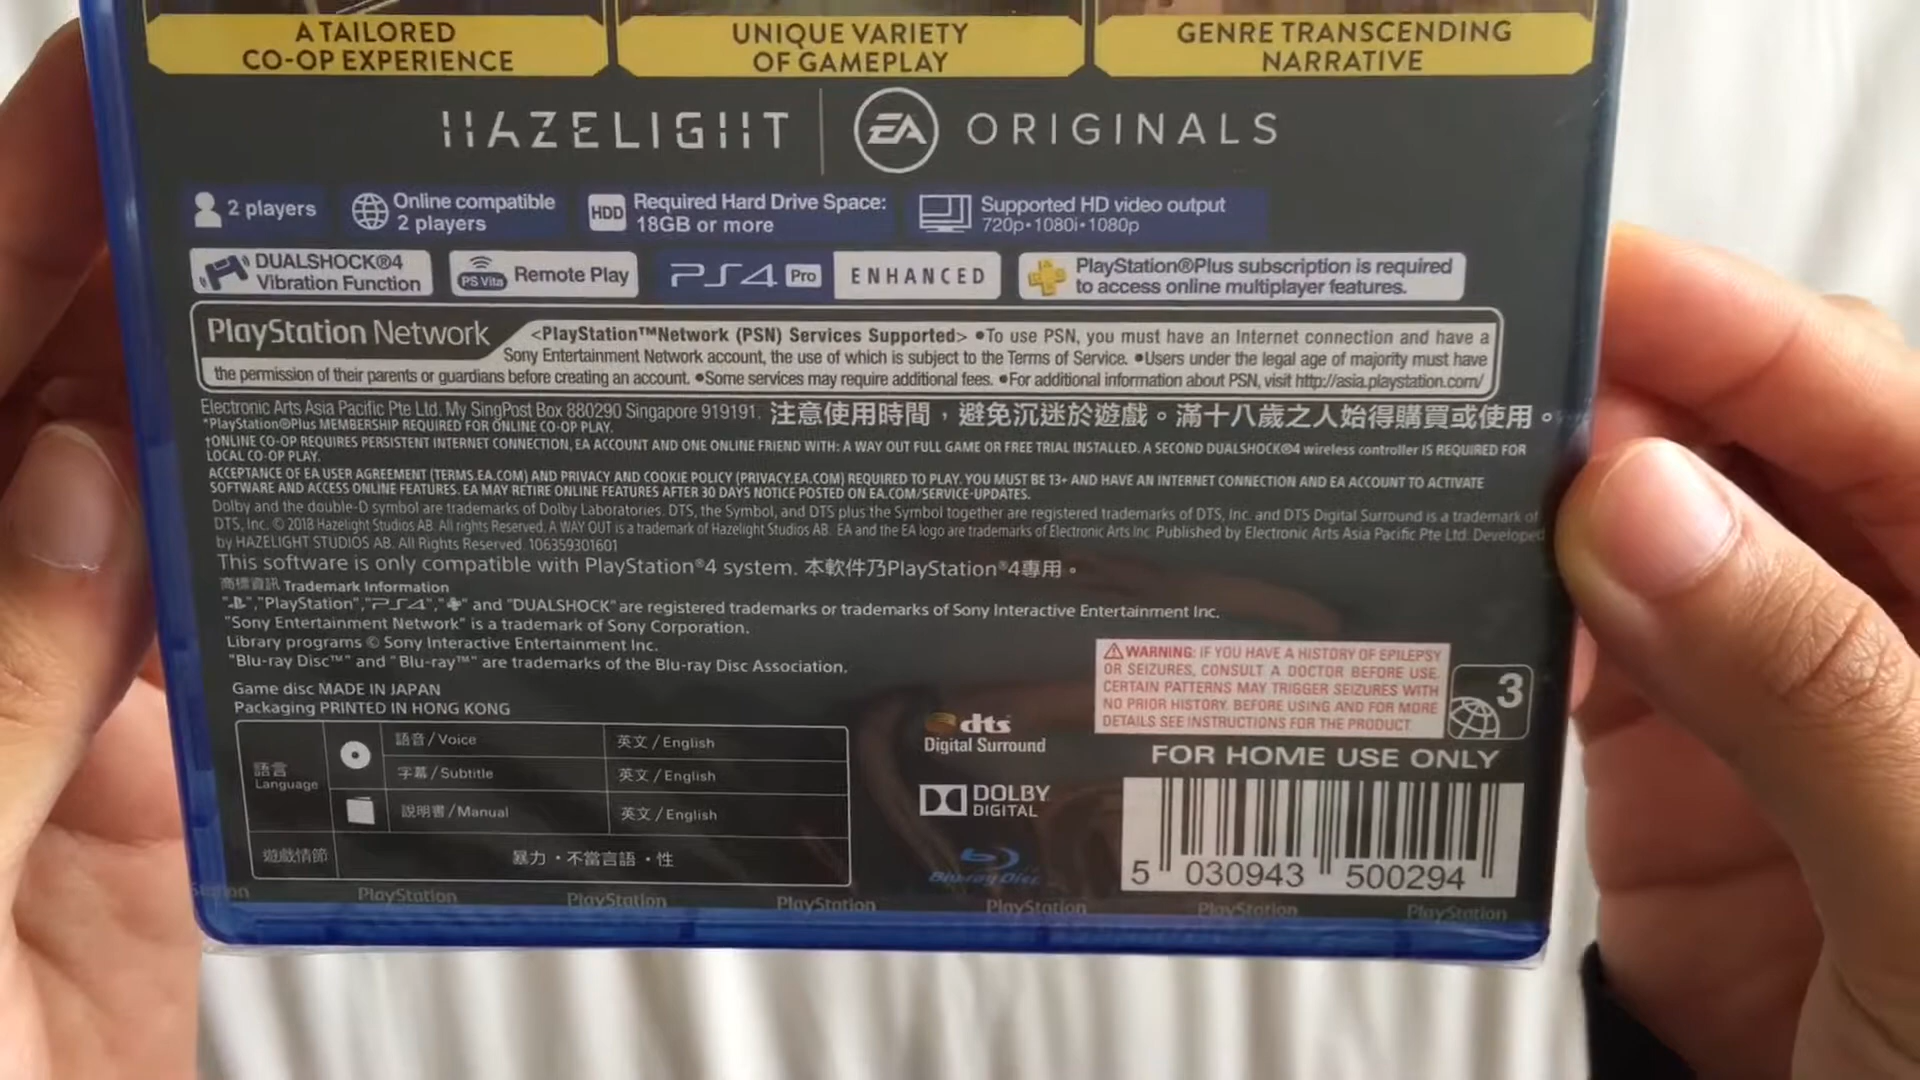 A TAILORED
CO-OP EXPERIENCE
UNIQUE VARIETY
OF GAMEPLAY
GENRE TRANSCENDING
NARRATIVE
HAZELIGHT
EA ORIGINALS
2 players
Online compatible
2 players
HDD
Required Hard Drive Space:
18GB or more
Supported HD video output
720p•1080i•1080p
DUALSHOCK®4
Vibration Function
PS Vita Remote Play
PS4 Pro ENHANCED
PlayStation®Plus subscription is required
to access online multiplayer features.
PlayStation Network
<PlayStation™Network (PSN) Services Supported> ●To use PSN, you must have an Internet connection and have a
Sony Entertainment Network account, the use of which is subject to the Terms of Service. ●Users under the legal age of majority must have
the permission of their parents or guardians before creating an account. ●Some services may require additional fees. ●For additional information about PSN, visit http://asia.playstation.com/
Electronic Arts Asia Pacific Pte Ltd. My SingPost Box 880290 Singapore 919191. 注意使用時間，避免沉迷於遊戲。滿十八歲之人始得購買或使用。
*PlayStation®Plus MEMBERSHIP REQUIRED FOR ONLINE CO-OP PLAY.
†ONLINE CO-OP REQUIRES PERSISTENT INTERNET CONNECTION, EA ACCOUNT AND ONE ONLINE FRIEND WITH: A WAY OUT FULL GAME OR FREE TRIAL INSTALLED. A SECOND DUALSHOCK®4 wireless controller IS REQUIRED FOR
LOCAL CO-OP PLAY.
ACCEPTANCE OF EA USER AGREEMENT (TERMS.EA.COM) AND PRIVACY AND COOKIE POLICY (PRIVACY.EA.COM) REQUIRED TO PLAY. YOU MUST BE 13+ AND HAVE AN INTERNET CONNECTION AND EA ACCOUNT TO ACTIVATE
SOFTWARE AND ACCESS ONLINE FEATURES. EA MAY RETIRE ONLINE FEATURES AFTER 30 DAYS NOTICE POSTED ON EA.COM/SERVICE-UPDATES.
Dolby and the double-D symbol are trademarks of Dolby Laboratories. DTS, the Symbol, and DTS plus the Symbol together are registered trademarks of DTS, Inc. and DTS Digital Surround is a trademark of
DTS, Inc. © 2018 Hazelight Studios AB. All rights Reserved. A WAY OUT is a trademark of Hazelight Studios AB. EA and the EA logo are trademarks of Electronic Arts Inc. Published by Electronic Arts Asia Pacific Pte Ltd. Developed
by HAZELIGHT STUDIOS AB. All Rights Reserved. 106359301601
This software is only compatible with PlayStation®4 system. 本軟件乃PlayStation®4專用。
商標資訊 Trademark Information
"PlayStation", "PS4", and "DUALSHOCK" are registered trademarks or trademarks of Sony Interactive Entertainment Inc.
"Sony Entertainment Network" is a trademark of Sony Corporation.
Library programs © Sony Interactive Entertainment Inc.
"Blu-ray Disc™" and "Blu-ray™" are trademarks of the Blu-ray Disc Association.
Game disc MADE IN JAPAN
Packaging PRINTED IN HONG KONG
語言
Language
語音/Voice 英文/English
字幕/Subtitle 英文/English
說明書/Manual 英文/English
遊戲情節 暴力・不當言語・性
dts
Digital Surround
DOLBY
DIGITAL
Blu-ray Disc
WARNING: IF YOU HAVE A HISTORY OF EPILEPSY
OR SEIZURES, CONSULT A DOCTOR BEFORE USE.
CERTAIN PATTERNS MAY TRIGGER SEIZURES WITH
NO PRIOR HISTORY. BEFORE USING AND FOR MORE
DETAILS SEE INSTRUCTIONS FOR THE PRODUCT.
3
FOR HOME USE ONLY
5 030943 500294
PlayStation PlayStation PlayStation PlayStation PlayStation PlayStation